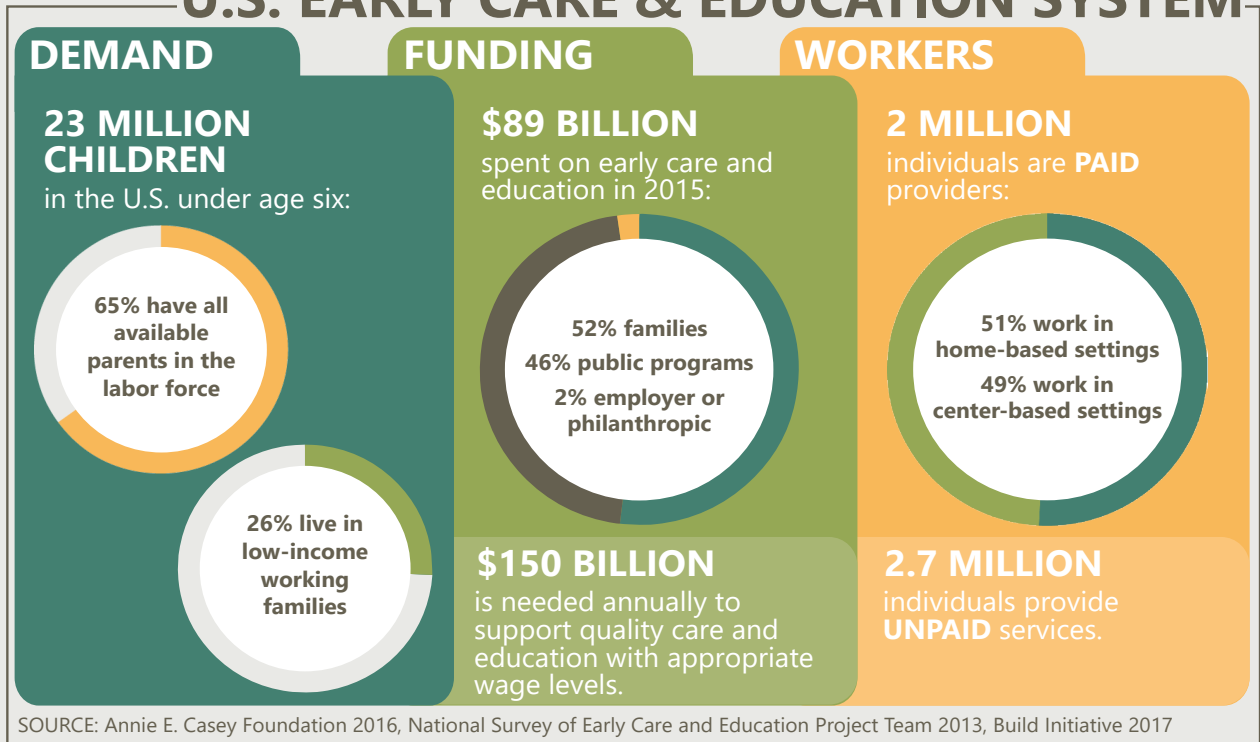 U.S. EARLY CARE & EDUCATION SYSTEM
DEMAND
23 MILLION
CHILDREN
in the U.S. under age six:
65% have all
available
parents in the
labor force
26% live in
low-income
working
families
FUNDING
$89 BILLION
spent on early care and
education in 2015:
52% families
46% public programs
2% employer or
philanthropic
$150 BILLION
is needed annually to
support quality care and
education with appropriate
wage levels.
WORKERS
2 MILLION
individuals are PAID
providers:
51% work in
home-based settings
49% work in
center-based settings
2.7 MILLION
individuals provide
UNPAID services.
SOURCE: Annie E. Casey Foundation 2016, National Survey of Early Care and Education Project Team 2013, Build Initiative 2017